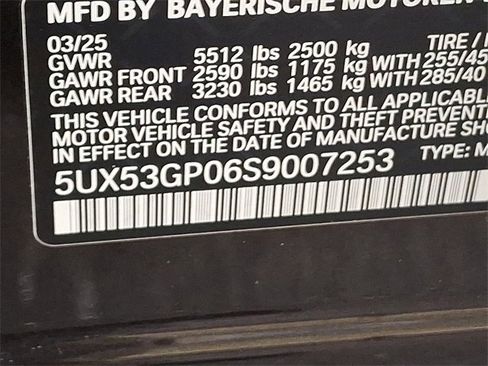 MFD BY BAYERISCHE MOTOREN
03/25 TIRE /
GVWR 5512 lbs 2500 kg
GAWR FRONT 2590 lbs 1175 kg WITH 255/45
GAWR REAR 3230 lbs 1465 kg WITH 285/40
THIS VEHICLE CONFORMS TO ALL APPLICABL
MOTOR VEHICLE SAFETY AND THEFT PREVENT
IN EFFECT ON THE DATE OF MANUFACTURE SH
5UX53GP06S9007253 TYPE: M